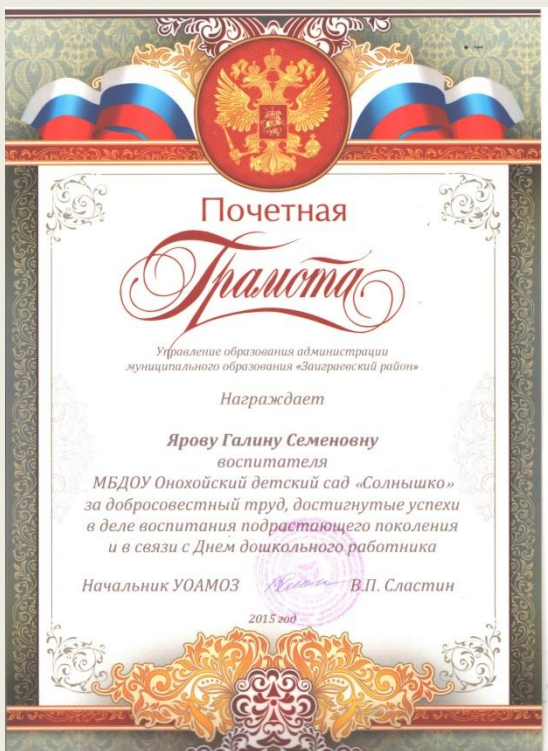 Почетная
Грамота
Управление образования администрации
муниципального образования «Заиграевский район»
Награждает
Ярову Галину Семеновну
воспитателя
МБДОУ Онохойский детский сад «Солнышко»
за добросовестный труд, достигнутые успехи
в деле воспитания подрастающего поколения
и в связи с Днем дошкольного работника
Начальник УОАМОЗ В.П. Сластин
2015 год